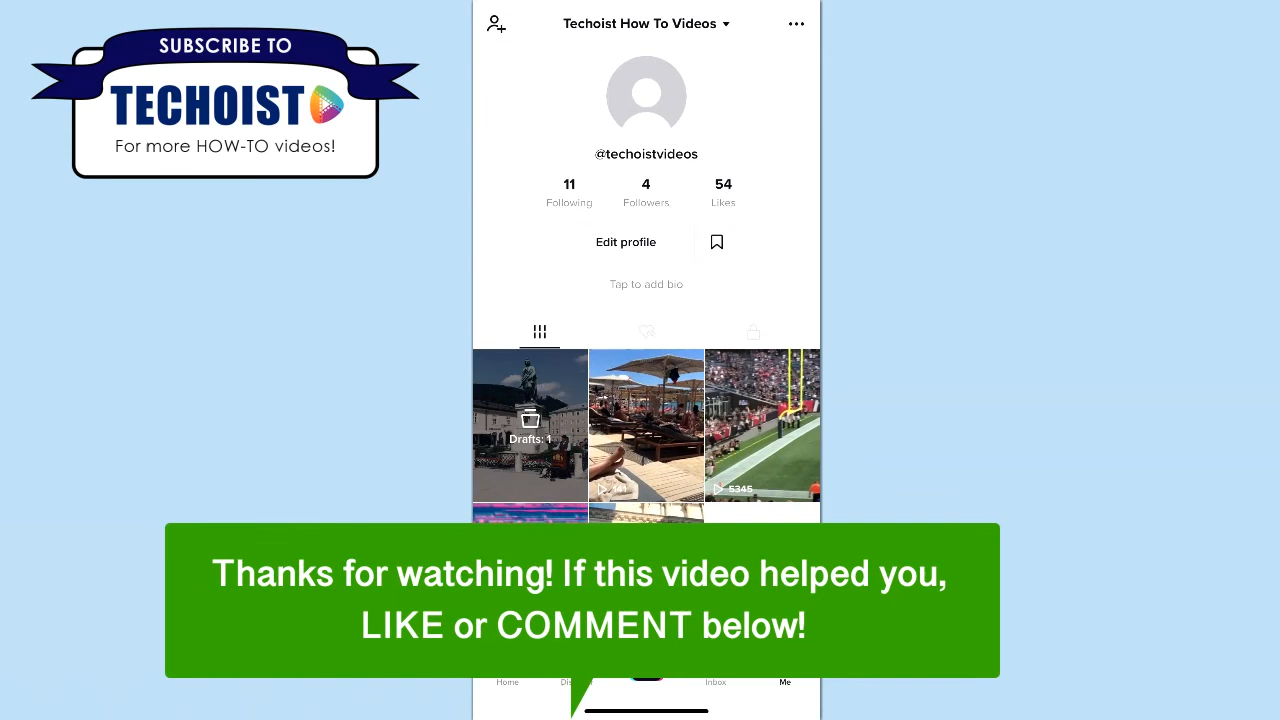 SUBSCRIBE TO
TECHOIST
For more HOW-TO videos!
Techoist How To Videos
@techoistvideos
11 4 54
Following Followers Likes
Edit profile
Tap to add bio
Drafts: 1
141 5345
Thanks for watching! If this video helped you,
LIKE or COMMENT below!
Home Inbox Me